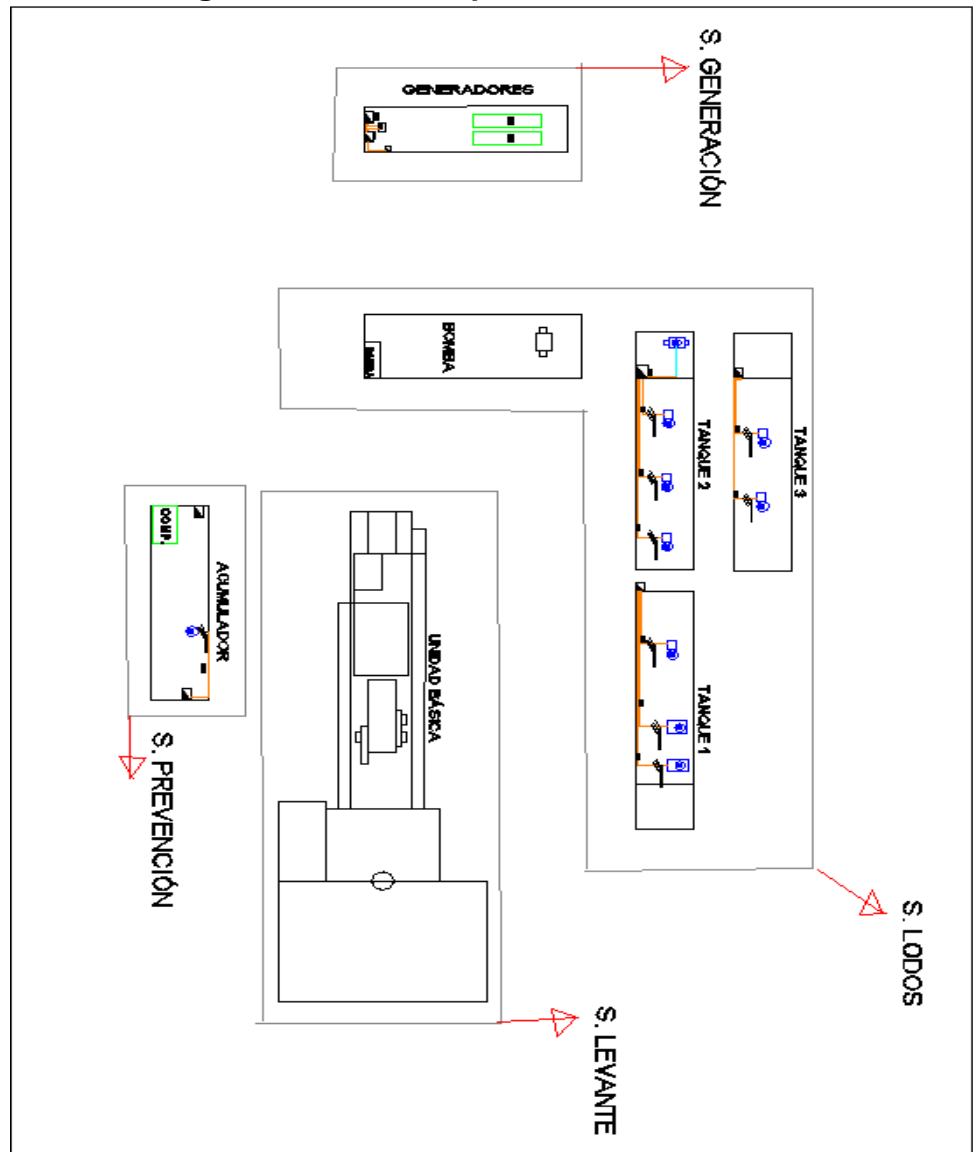 S. GENERACIÓN
GENERADORES
BOMBA
TANQUE 3
TANQUE 2
TANQUE 1
COMP.
ACUMULADOR
UNIDAD BÁSICA
S. PREVENCIÓN
S. LODOS
S. LEVANTE